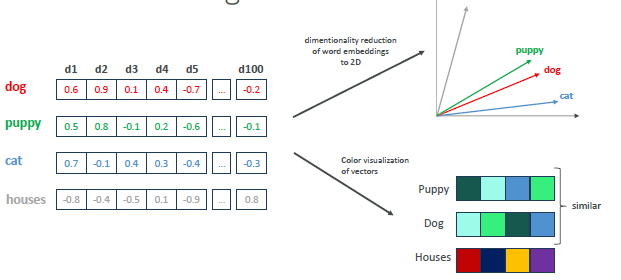 dimentionality reduction
of word embeddings
to 2D
d1 d2 d3 d4 d5 d100
dog 0.6 0.9 0.1 0.4 -0.7 ... -0.2
puppy 0.5 0.8 -0.1 0.2 -0.6 ... -0.1
cat 0.7 -0.1 0.4 0.3 -0.4 ... -0.3
houses -0.8 -0.4 -0.5 0.1 -0.9 ... 0.8
puppy
dog
cat
Color visualization
of vectors
Puppy
Dog
Houses
similar